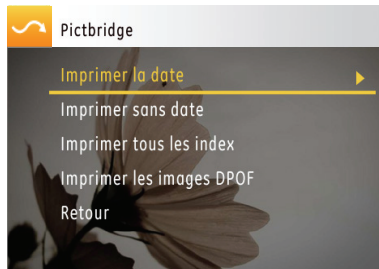 Pictbridge
Imprimer la date
Imprimer sans date
Imprimer tous les index
Imprimer les images DPOF
Retour